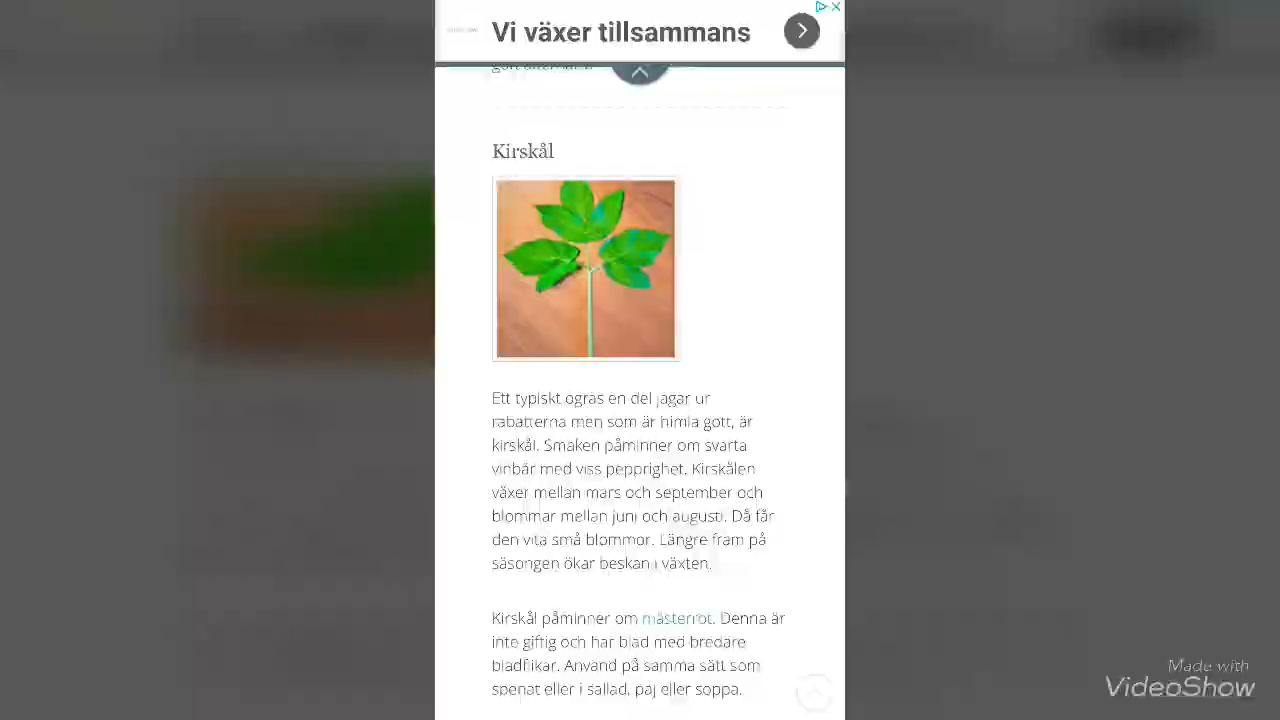 Vi växer tillsammans
Kirskål
Ett typiskt ogräs en del jagar ur
rabatterna men som är himla gott, är
kirskål. Smaken påminner om svarta
vinbär med viss pepprighet. Kirskålen
växer mellan mars och september och
blommar mellan juni och augusti. Då får
den vita små blommor. Längre fram på
säsongen ökar beskan i växten.
Kirskål påminner om mästerrot. Denna är
inte giftig och har blad med bredare
bladflikar. Använd på samma sätt som
spenat eller i sallad, paj eller soppa.
Made with
VideoShow